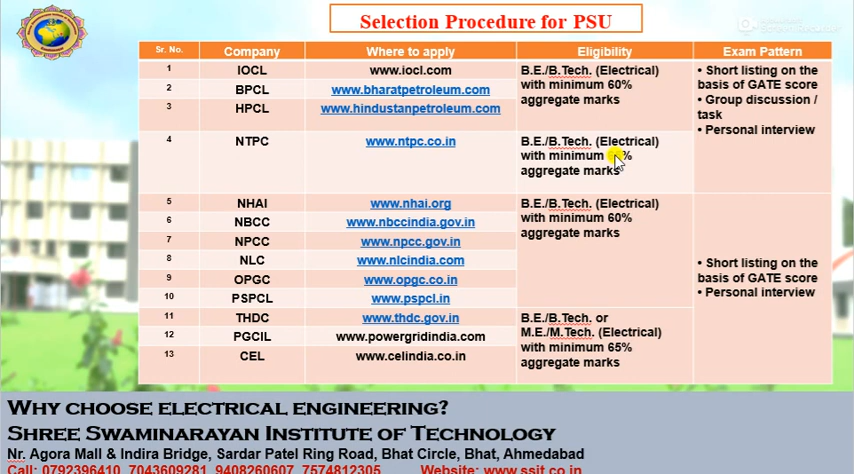 Selection Procedure for PSU
Sr. No. Company Where to apply Eligibility Exam Pattern
1 IOCL www.iocl.com B.E./B.Tech. (Electrical) with minimum 60% aggregate marks • Short listing on the basis of GATE score
2 BPCL www.bharatpetroleum.com
3 HPCL www.hindustanpetroleum.com
• Group discussion / task
• Personal interview
4 NTPC www.ntpc.co.in B.E./B.Tech. (Electrical) with minimum % aggregate marks
5 NHAI www.nhai.org B.E./B.Tech. (Electrical) with minimum 60% aggregate marks
6 NBCC www.nbccindia.gov.in
7 NPCC www.npcc.gov.in
8 NLC www.nlcindia.com • Short listing on the basis of GATE score
9 OPGC www.opgc.co.in
10 PSPCL www.pspcl.in • Personal interview
11 THDC www.thdc.gov.in B.E./B.Tech. or M.E./M.Tech. (Electrical) with minimum 65% aggregate marks
12 PGCIL www.powergridindia.com
13 CEL www.celindia.co.in
Why choose electrical engineering?
Shree Swaminarayan Institute of Technology
Nr. Agora Mall & Indira Bridge, Sardar Patel Ring Road, Bhat Circle, Bhat, Ahmedabad
Call: 0792396410, 7043609281, 9408260607, 7574812305 Website: www.ssit.co.in